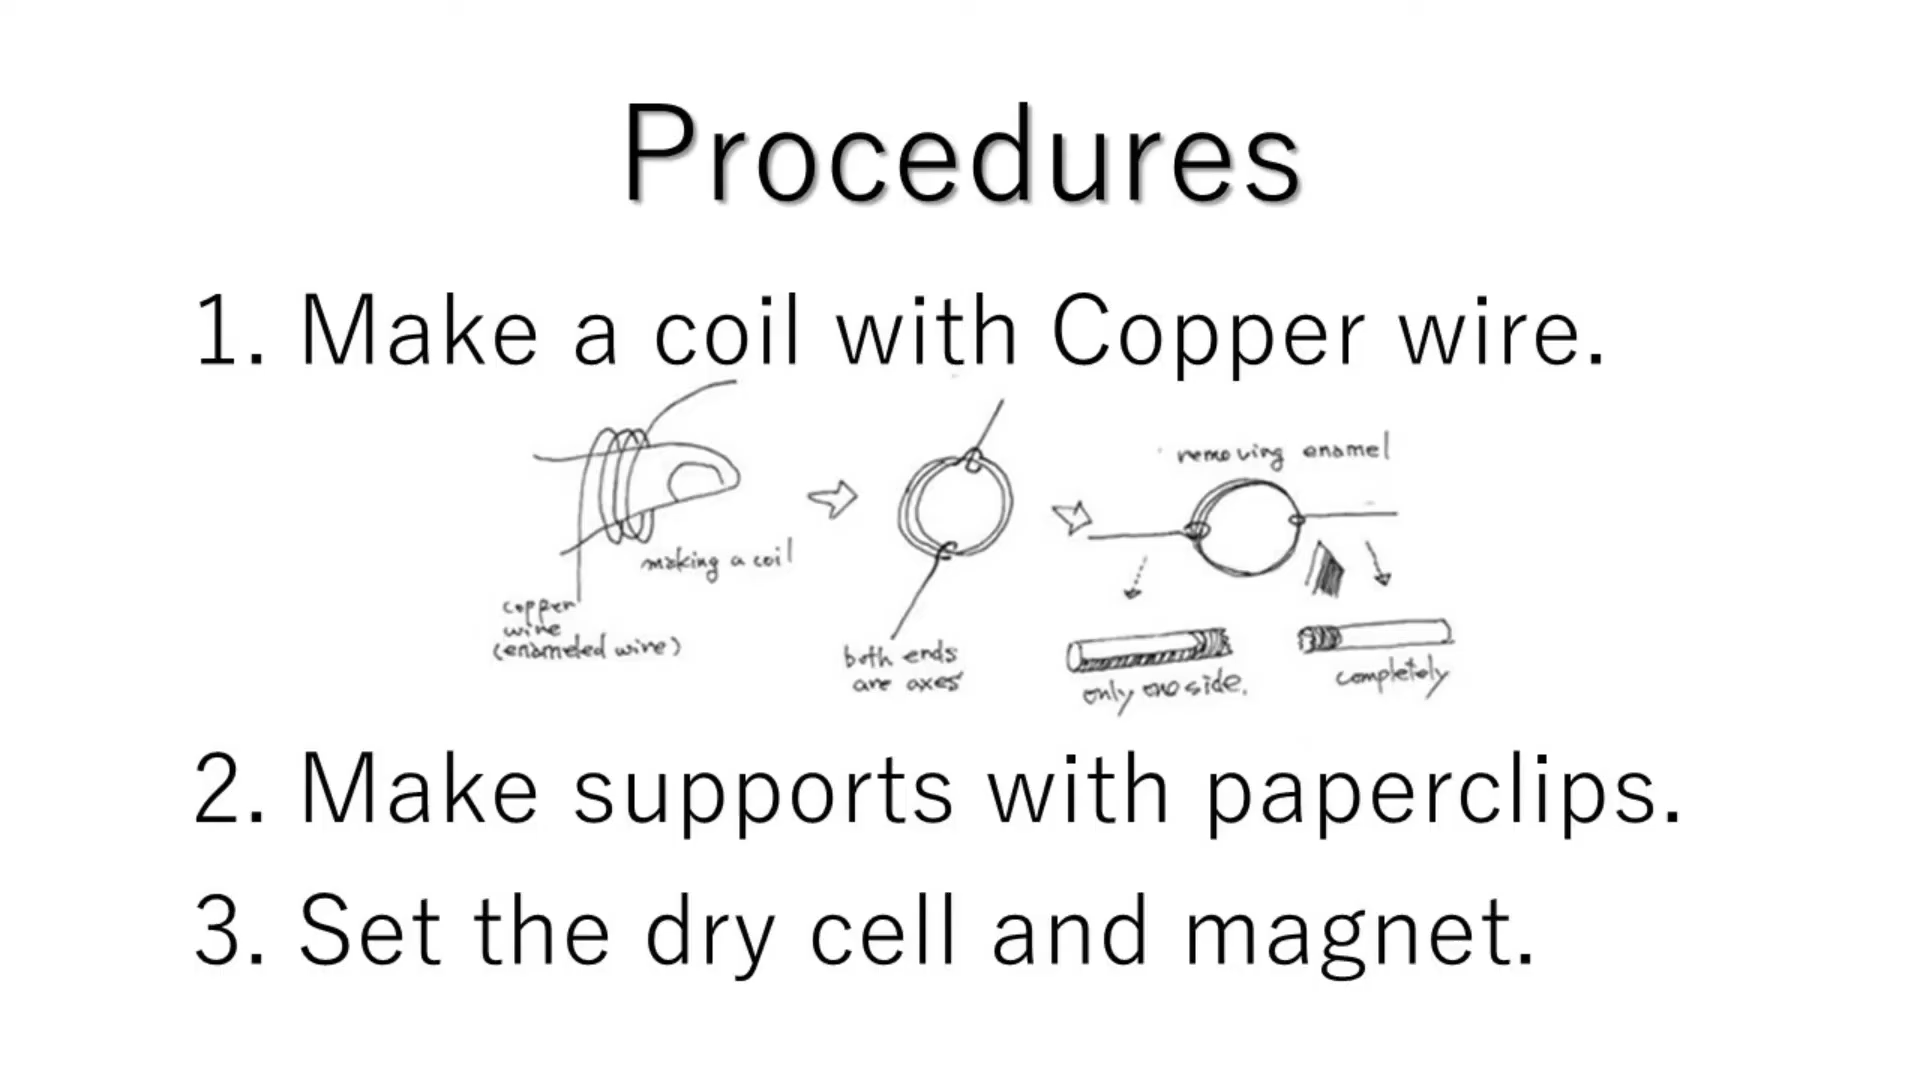 Procedures
1. Make a coil with Copper wire.
removing enamel
making a coil
copper
wire
(enameled wire)
both ends
are axes
only one side.
completely
2. Make supports with paperclips.
3. Set the dry cell and magnet.